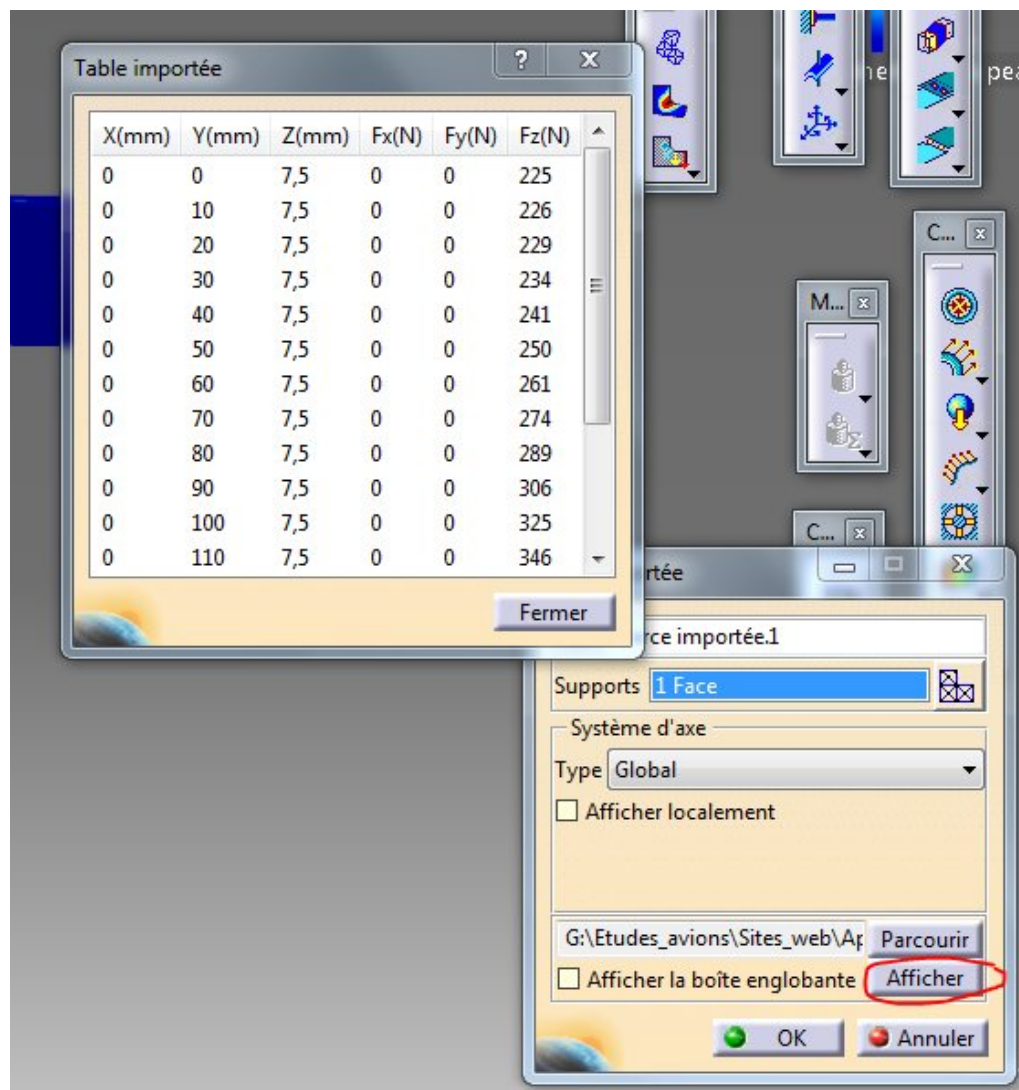 Table importée
X(mm) Y(mm) Z(mm) Fx(N) Fy(N) Fz(N)
0 0 7,5 0 0 225
0 10 7,5 0 0 226
0 20 7,5 0 0 229
0 30 7,5 0 0 234
0 40 7,5 0 0 241
0 50 7,5 0 0 250
0 60 7,5 0 0 261
0 70 7,5 0 0 274
0 80 7,5 0 0 289
0 90 7,5 0 0 306
0 100 7,5 0 0 325
0 110 7,5 0 0 346
Fermer
C...
M...
C...
rtée
rce importée.1
Supports 1 Face
Système d'axe
Type Global
Afficher localement
G:\Etudes_avions\Sites_web\Ap Parcourir
Afficher la boîte englobante Afficher
OK Annuler